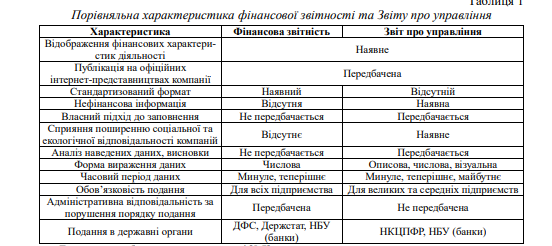 Таблиця 1
Порівняльна характеристика фінансової звітності та Звіту про управління
Характеристика Фінансова звітність Звіт про управління
Відображення фінансових характери-
стик діяльності Наявне
Публікація на офіційних
інтернет-представництвах компанії Передбачена
Стандартизований формат Наявний Відсутній
Нефінансова інформація Відсутня Наявна
Власний підхід до заповнення Не передбачається Передбачається
Сприяння поширенню соціальної та
екологічної відповідальності компаній Відсутнє Наявне
Аналіз наведених даних, висновки Не передбачається Передбачається
Форма вираження даних Числова Описова, числова, візуальна
Часовий період даних Минуле, теперішнє Минуле, теперішнє, майбутнє
Обов'язковість подання Для всіх підприємства Для великих та середніх підприємств
Адміністративна відповідальність за
порушення порядку подання Передбачена Не передбачена
Подання в державні органи ДФС, Держстат, НБУ
(банки) НКЦПФР, НБУ (банки)